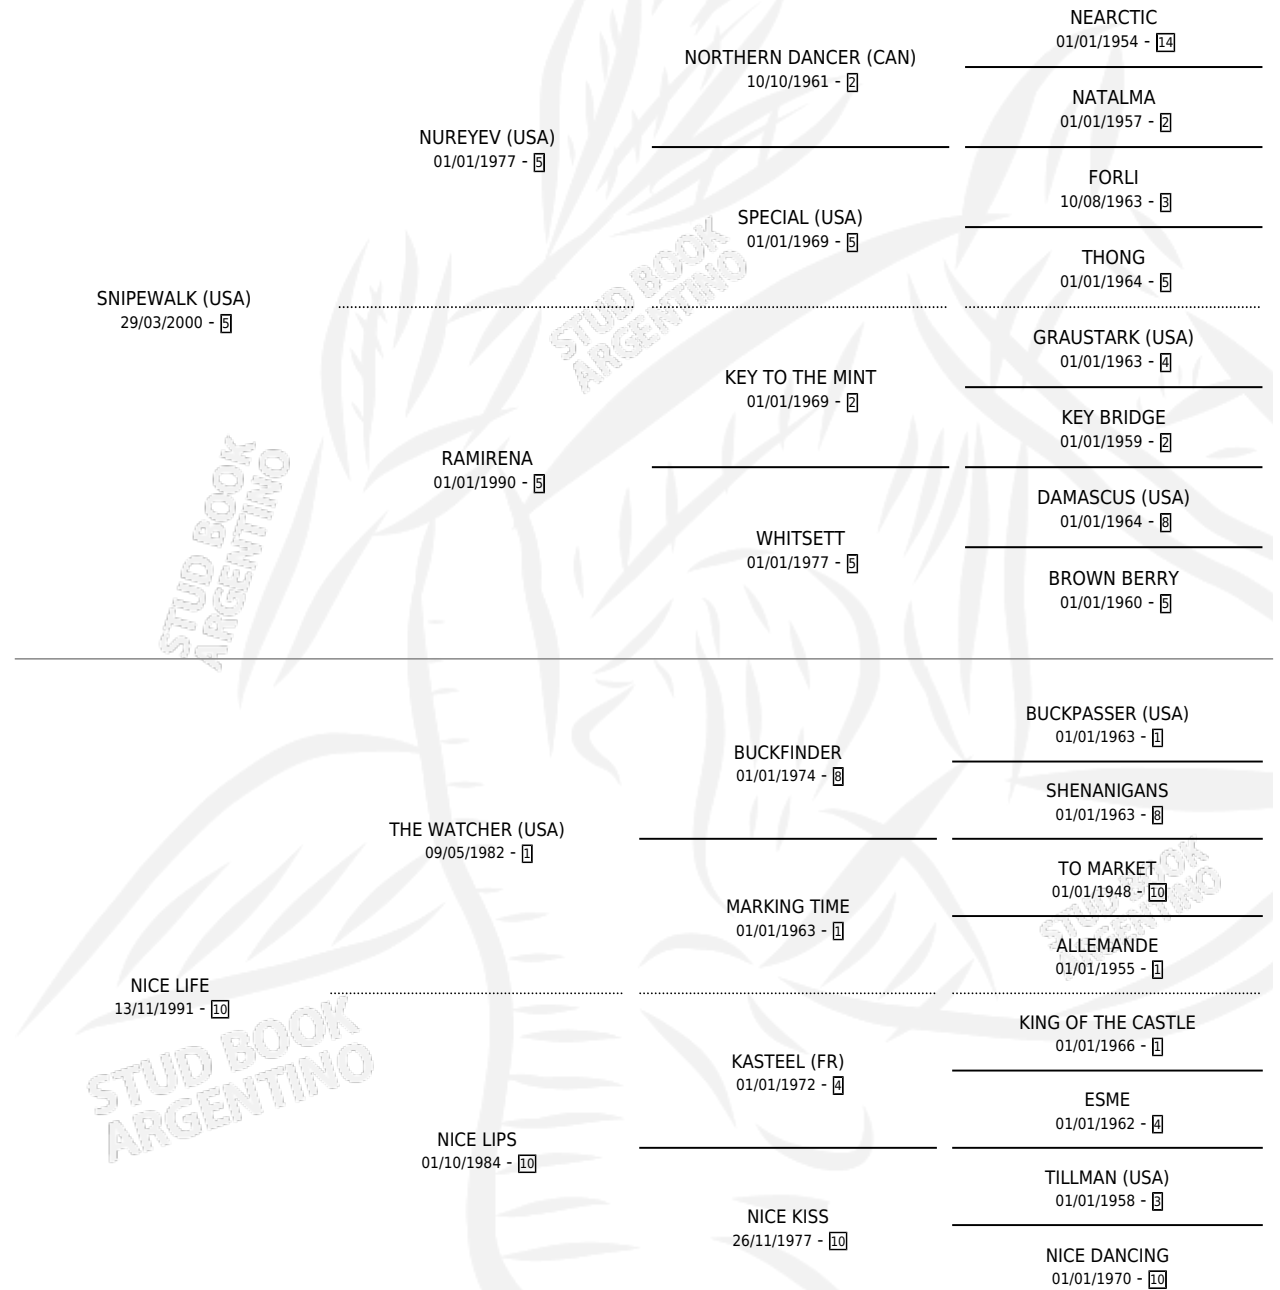 NEARCTIC
01/01/1954 - 14
NORTHERN DANCER (CAN)
10/10/1961 - 2
NATALMA
01/01/1957 - 2
NUREYEV (USA)
01/01/1977 - 5
FORLI
10/08/1963 - 3
SPECIAL (USA)
01/01/1969 - 5
THONG
01/01/1964 - 5
SNIPEWALK (USA)
29/03/2000 - 5
GRAUSTARK (USA)
01/01/1963 - 4
KEY TO THE MINT
01/01/1969 - 2
KEY BRIDGE
01/01/1959 - 2
RAMIRENA
01/01/1990 - 5
DAMASCUS (USA)
01/01/1964 - 8
WHITSETT
01/01/1977 - 5
BROWN BERRY
01/01/1960 - 5
STUD BOOK
ARGENTINO
STUD BOOK
ARGENTINO
BUCKPASSER (USA)
01/01/1963 - 1
BUCKFINDER
01/01/1974 - 8
SHENANIGANS
01/01/1963 - 8
THE WATCHER (USA)
09/05/1982 - 1
TO MARKET
01/01/1948 - 10
MARKING TIME
01/01/1963 - 1
ALLEMANDE
01/01/1955 - 1
NICE LIFE
13/11/1991 - 10
KING OF THE CASTLE
01/01/1966 - 1
KASTEEL (FR)
01/01/1972 - 4
ESME
01/01/1962 - 4
NICE LIPS
01/10/1984 - 10
TILLMAN (USA)
01/01/1958 - 3
NICE KISS
26/11/1977 - 10
NICE DANCING
01/01/1970 - 10
STUD BOOK
ARGENTINO
STUD BOOK
ARGENTINO